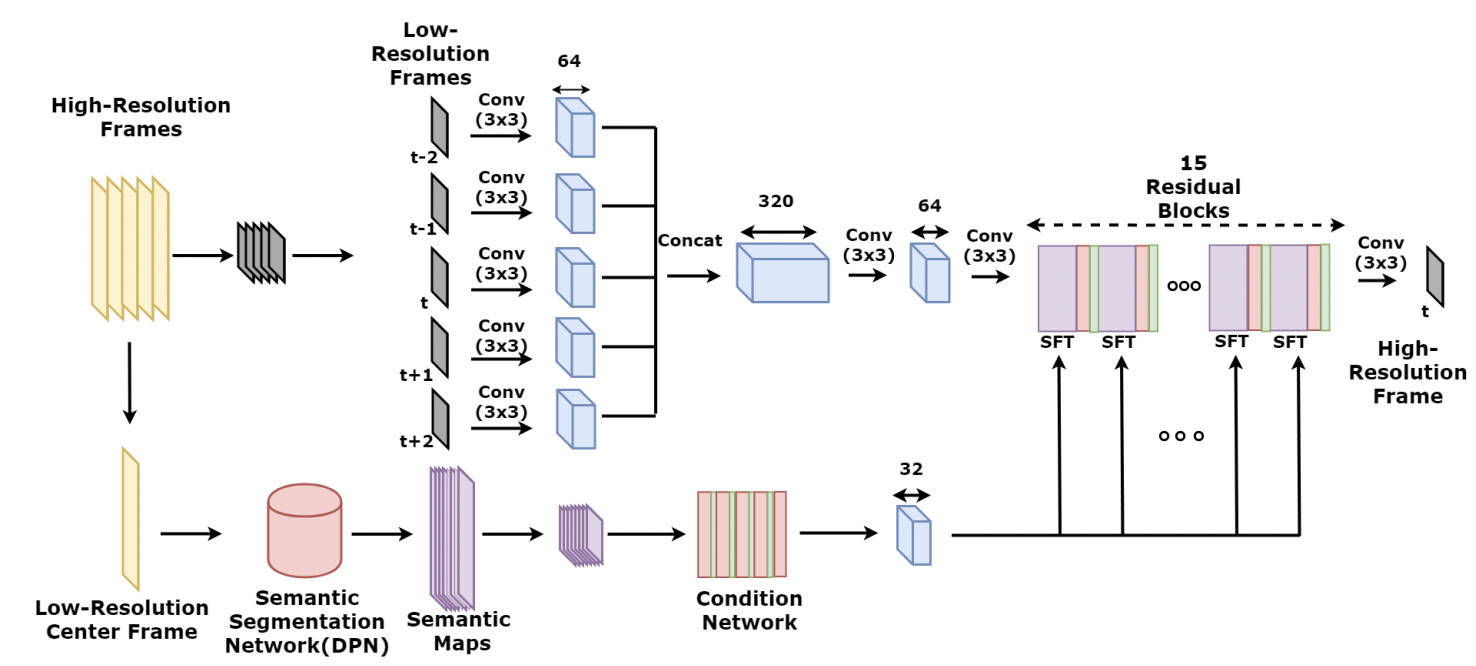 High-Resolution
Frames
Low-
Resolution
Frames
64
Conv
(3x3)
t-2
Conv
(3x3)
t-1
Conv
(3x3)
t
Conv
(3x3)
t+1
Conv
(3x3)
t+2
Concat
320
Conv
(3x3)
64
Conv
(3x3)
15
Residual
Blocks
SFT
SFT
SFT
SFT
Conv
(3x3)
t
High-
Resolution
Frame
Low-Resolution
Center Frame
Semantic
Segmentation
Network(DPN)
Semantic
Maps
Condition
Network
32